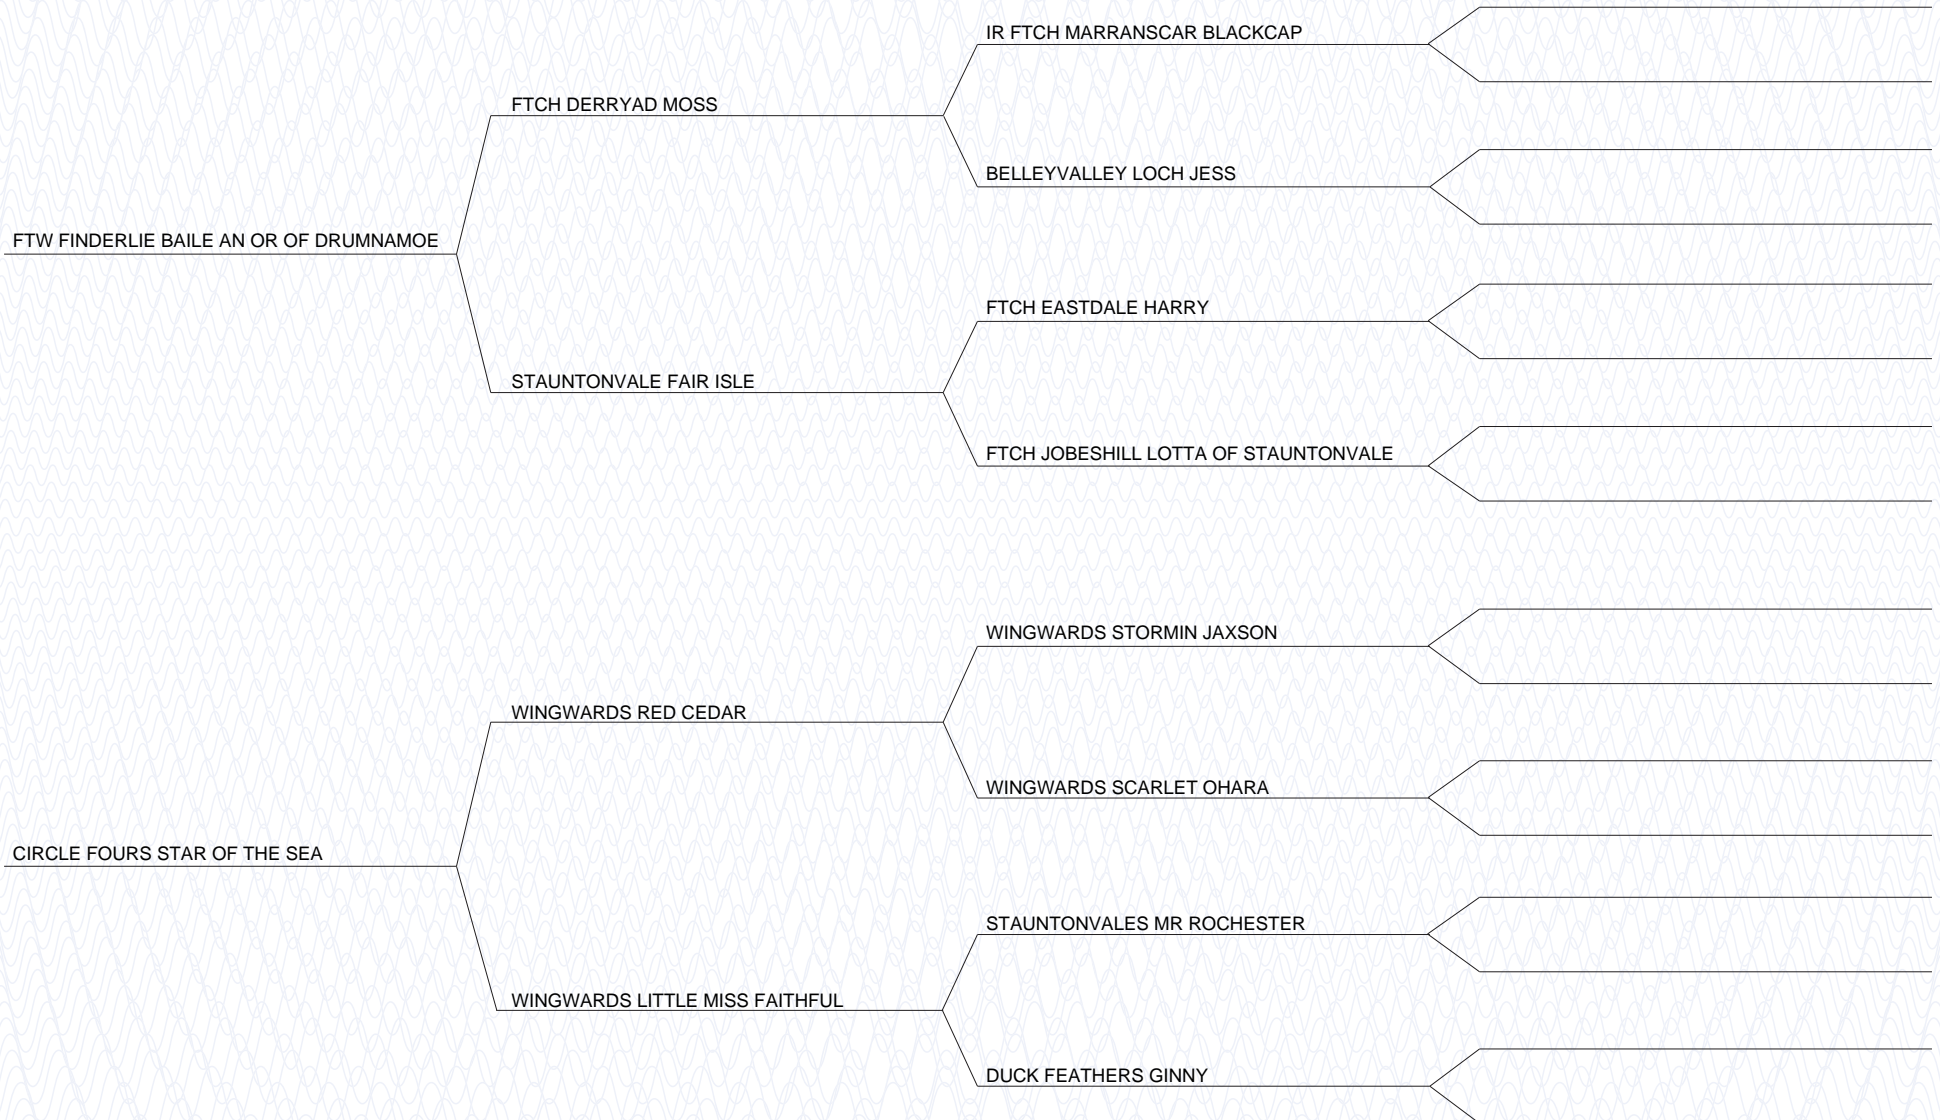 IR FTCH MARRANSCAR BLACKCAP
FTCH DERRYAD MOSS
BELLEYVALLEY LOCH JESS
FTW FINDERLIE BAILE AN OR OF DRUMNAMOE
FTCH EASTDALE HARRY
STAUNTONVALE FAIR ISLE
FTCH JOBESHILL LOTTA OF STAUNTONVALE
WINGWARDS STORMIN JAXSON
WINGWARDS RED CEDAR
WINGWARDS SCARLET OHARA
CIRCLE FOURS STAR OF THE SEA
STAUNTONVALES MR ROCHESTER
WINGWARDS LITTLE MISS FAITHFUL
DUCK FEATHERS GINNY